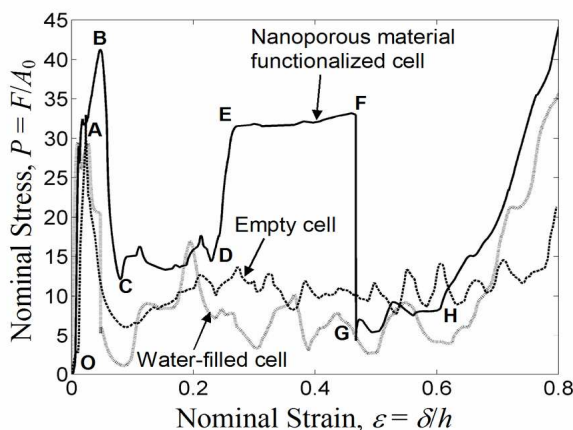 45
40
35
30
25
20
15
10
5
0
Nominal Stress, P = F/A₀
B
A
Nanoporous material
functionalized cell
E
F
Empty cell
D
C
O
Water-filled cell
G
H
0
0.2
0.4
0.6
0.8
Nominal Strain, ε = δ/h